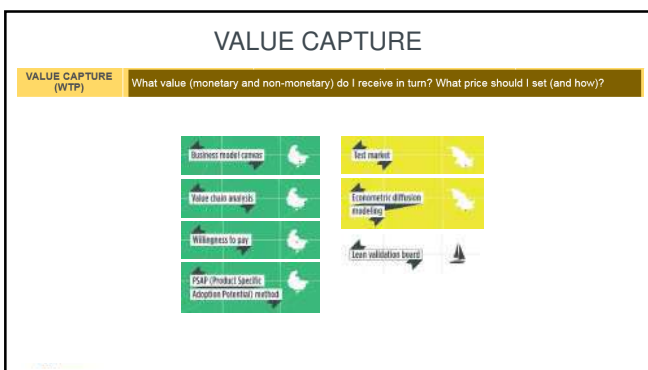 VALUE CAPTURE
VALUE CAPTURE
(WTP)
What value (monetary and non-monetary) do I receive in turn? What price should I set (and how)?
Business model canvas
Value chain analysis
Willingness to pay
PSAP (Product Specific
Adoption Potential) method
Test market
Econometric diffusion
modeling
Lean validation board